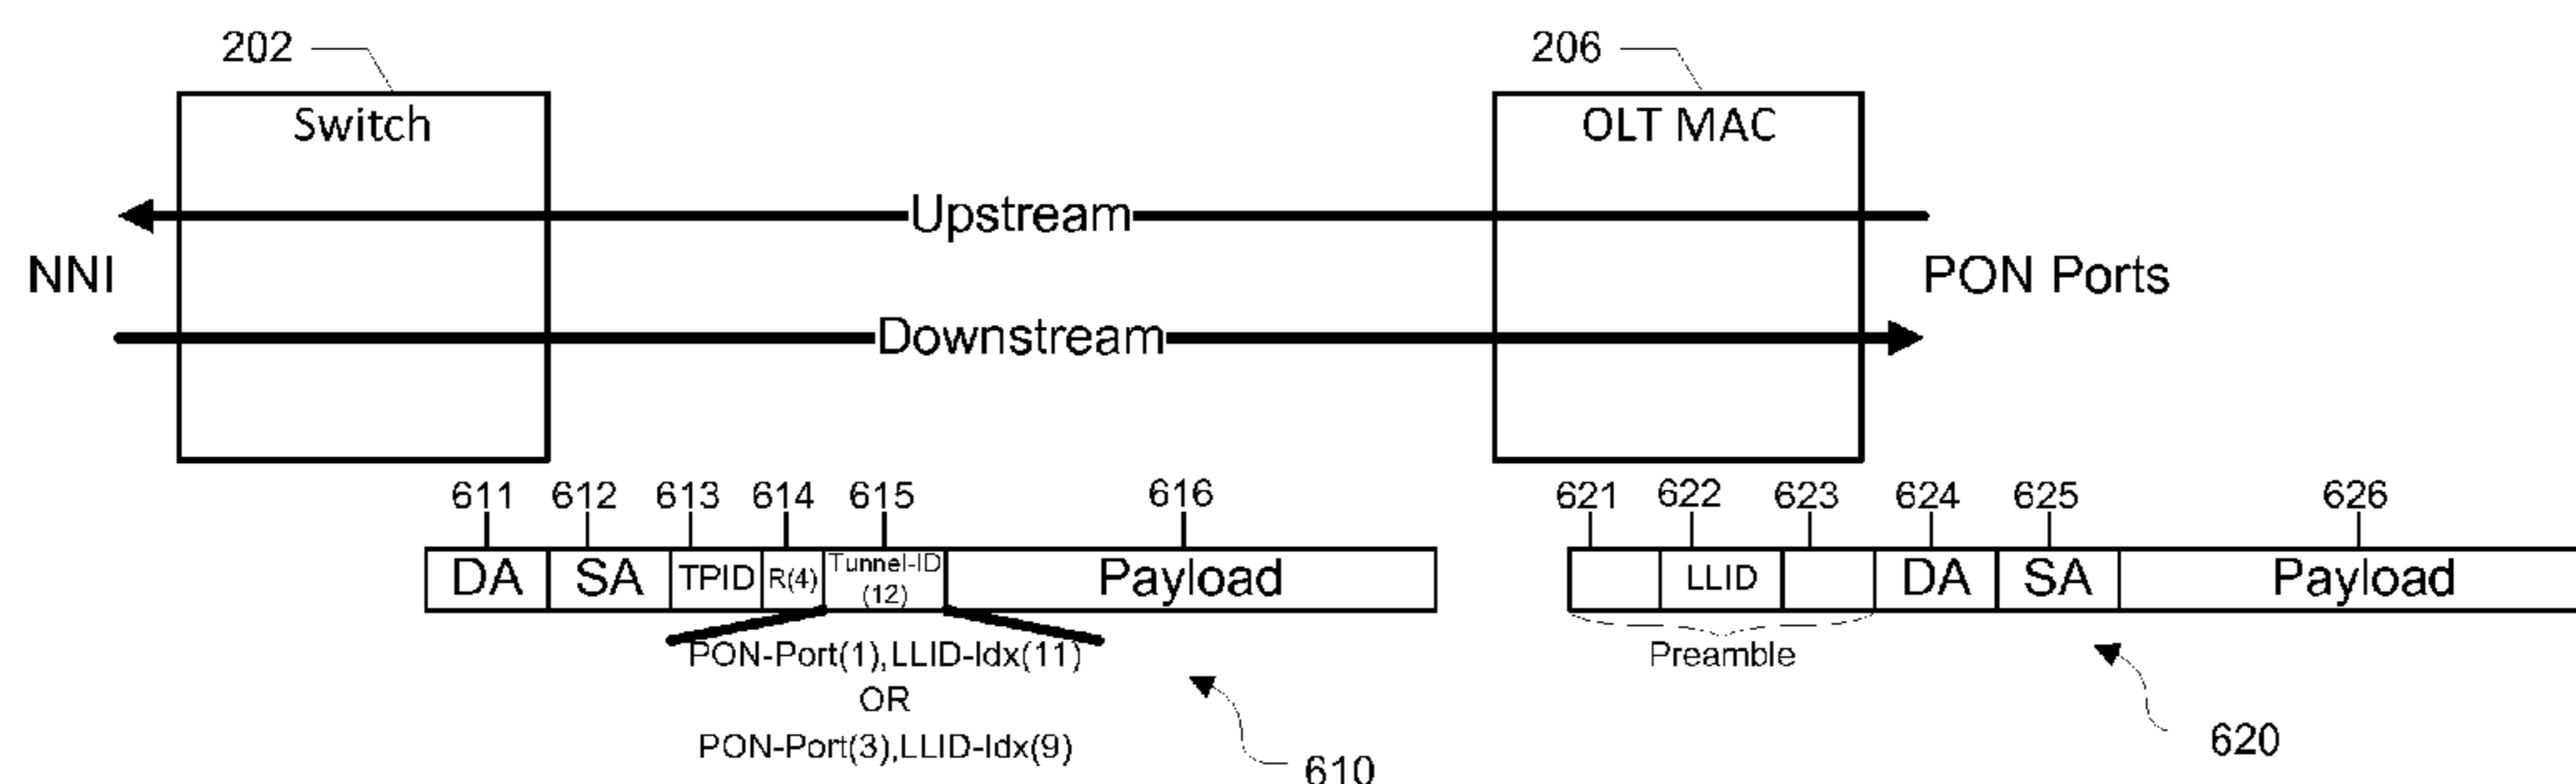 202
206
Switch
OLT MAC
Upstream
NNI
PON Ports
Downstream
611 612 613 614 615 616
621 622 623 624 625 626
DA SA TPID R(4) Tunnel-ID (12) Payload
LLID DA SA Payload
PON-Port(1),LLID-Idx(11)
Preamble
OR
PON-Port(3),LLID-Idx(9)
610
620